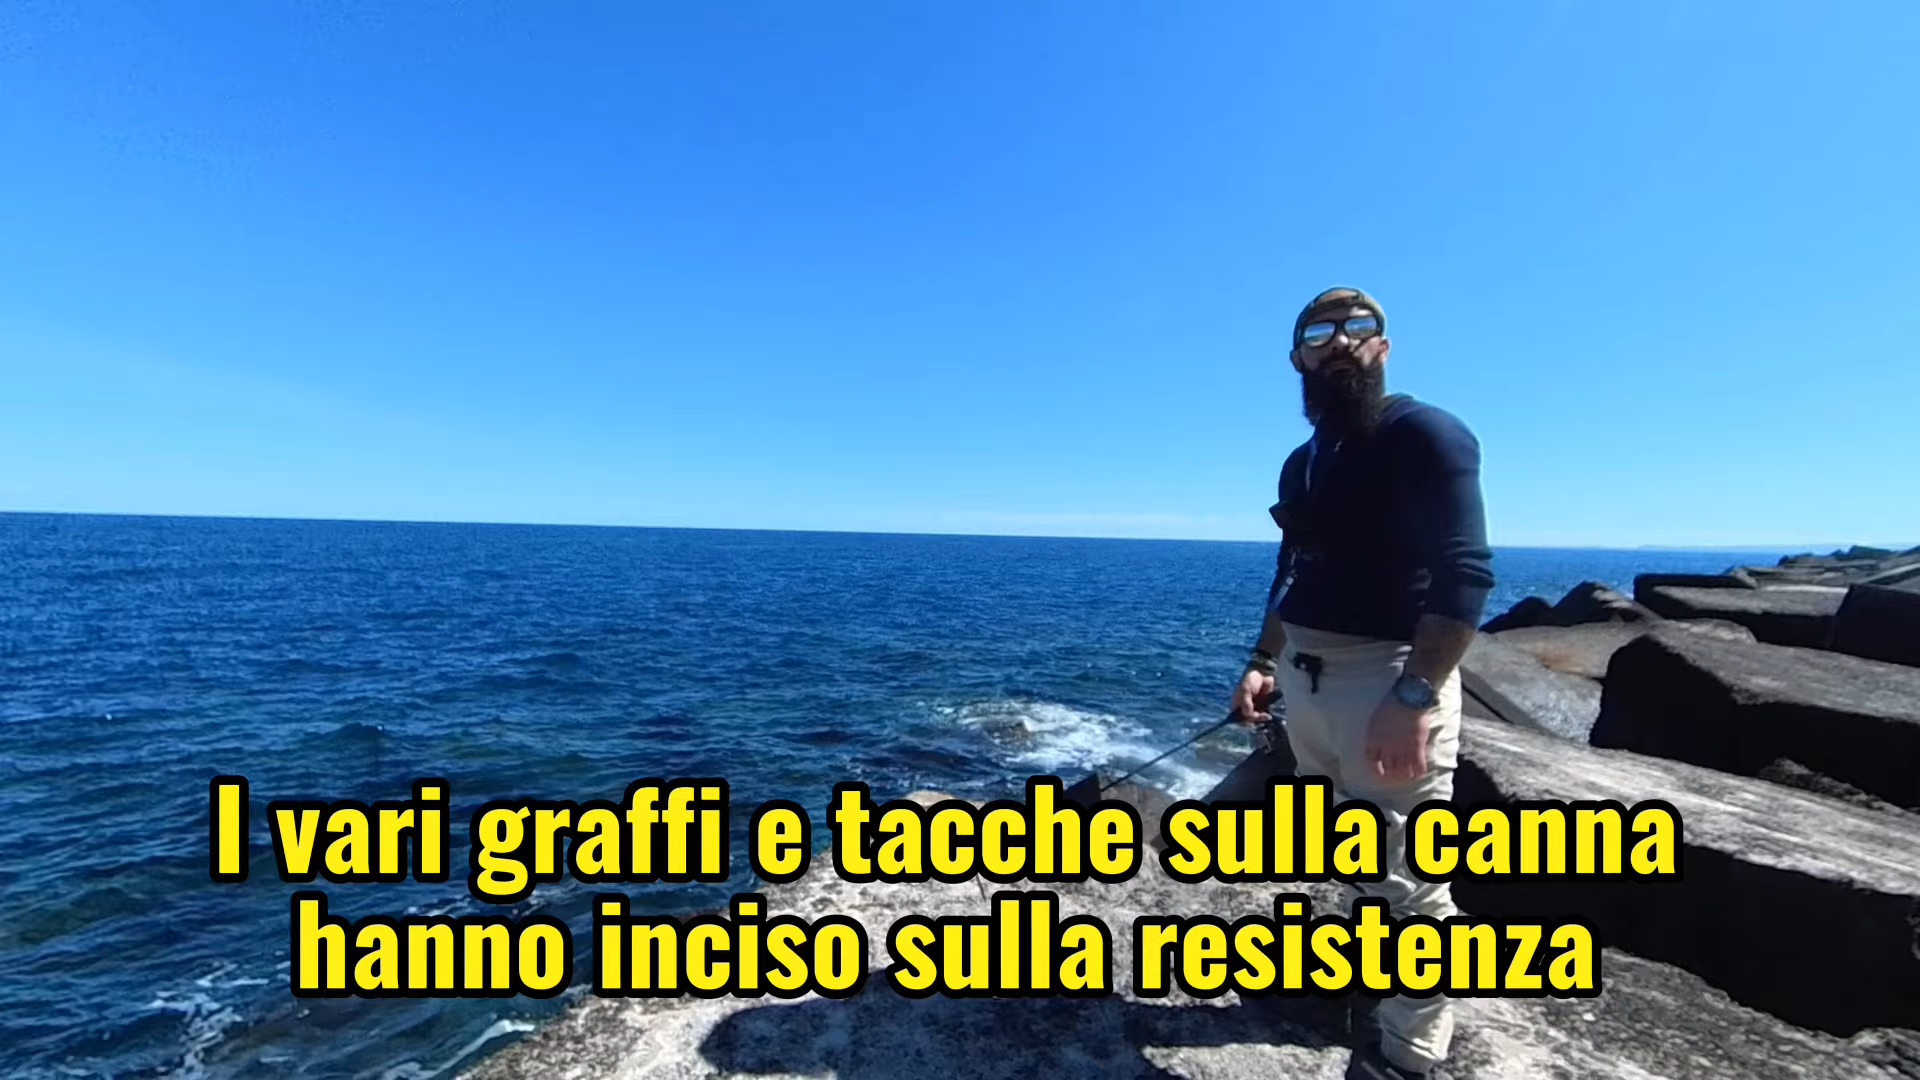 I vari graffi e tacche sulla canna
hanno inciso sulla resistenza